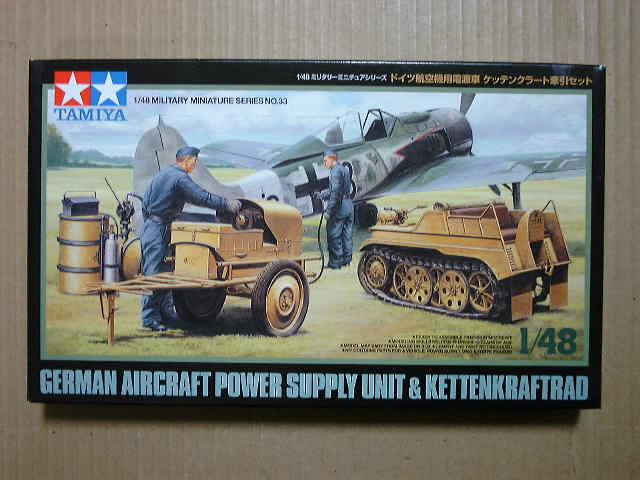 1/48 ミリタリーミニチュアシリーズ ドイツ航空機用電源車 ケッテンクラート牽引セット
TAMIYA
1/48 MILITARY MINIATURE SERIES NO.33
1/48
GERMAN AIRCRAFT POWER SUPPLY UNIT & KETTENKRAFTRAD